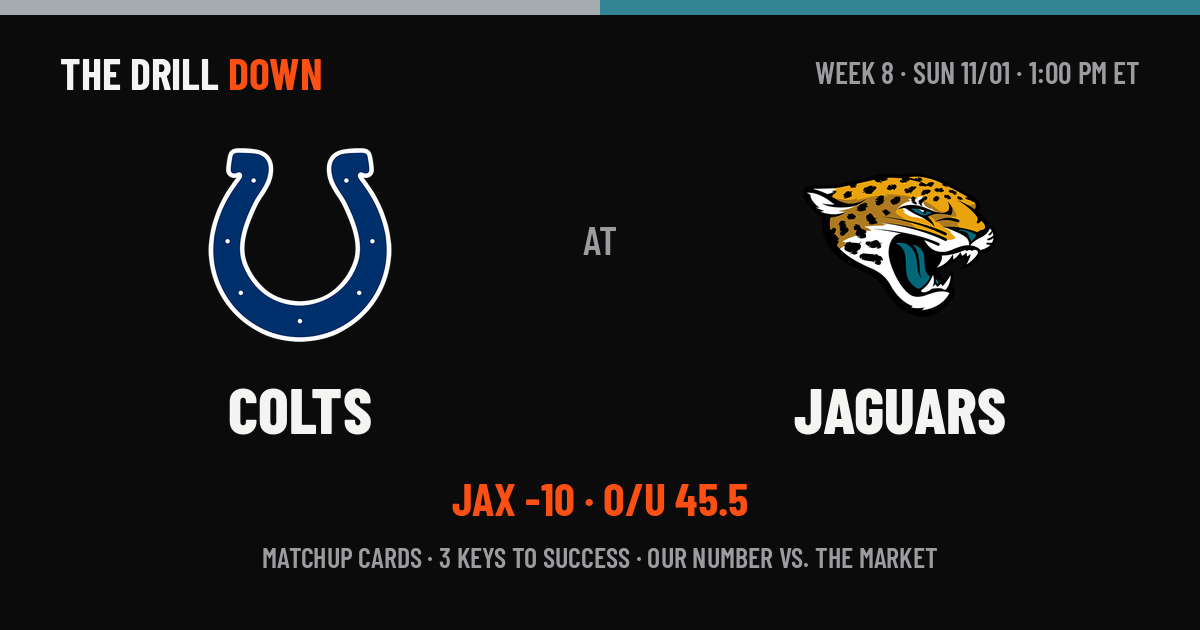 THE DRILL DOWN
WEEK 8 · SUN 11/01 · 1:00 PM ET
AT
COLTS
JAGUARS
JAX -10 · O/U 45.5
MATCHUP CARDS · 3 KEYS TO SUCCESS · OUR NUMBER VS. THE MARKET